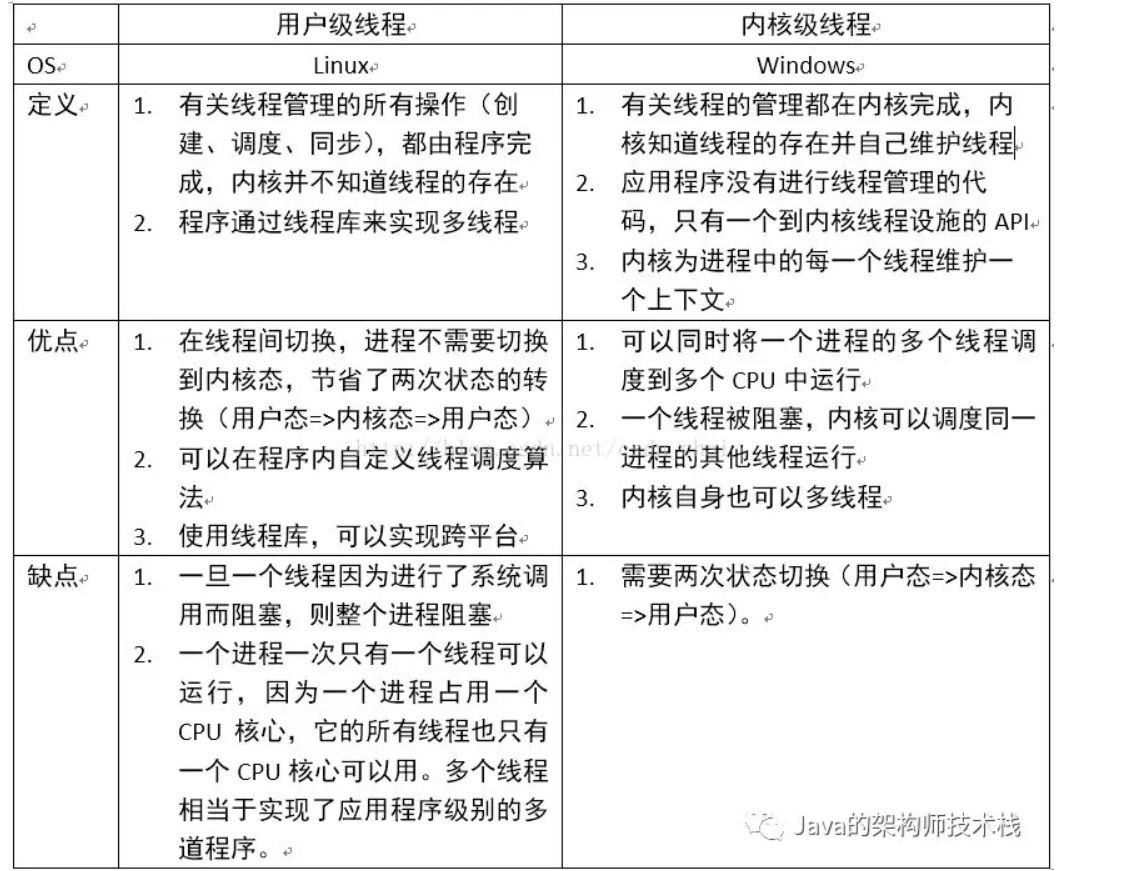 用户级线程 内核级线程
OS Linux Windows
定义
1. 有关线程管理的所有操作（创
建、调度、同步），都由程序完
成，内核并不知道线程的存在
2. 程序通过线程库来实现多线程
1. 有关线程的管理都在内核完成，内
核知道线程的存在并自己维护线程
2. 应用程序没有进行线程管理的代
码，只有一个到内核线程设施的 API
3. 内核为进程中的每一个线程维护一
个上下文
优点
1. 在线程间切换，进程不需要切换
到内核态，节省了两次状态的转
换（用户态=>内核态=>用户态）
2. 可以在程序内自定义线程调度算
法
3. 使用线程库，可以实现跨平台
1. 可以同时将一个进程的多个线程调
度到多个 CPU 中运行
2. 一个线程被阻塞，内核可以调度同一
进程的其他线程运行
3. 内核自身也可以多线程
缺点
1. 一旦一个线程因为进行了系统调
用而阻塞，则整个进程阻塞
2. 一个进程一次只有一个线程可以
运行，因为一个进程占用一个
CPU 核心，它的所有线程也只有
一个 CPU 核心可以用。多个线程
相当于实现了应用程序级别的多
道程序。
1. 需要两次状态切换（用户态=>内核态
=>用户态）。
Java的架构师技术栈